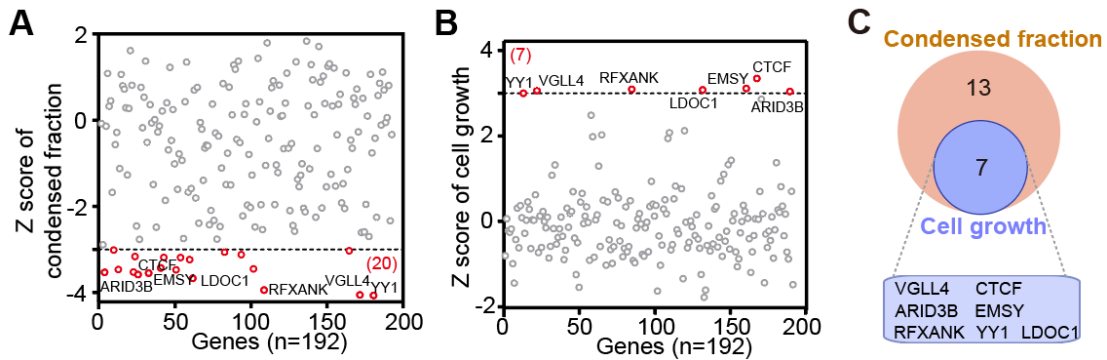 A
Z score of
condensed fraction
2
0
-2
-4
(20)
CTCF
ARID3B
EMSY
LDOC1
RFXANK
VGLL4
YY1
0
50
100
150
200
Genes (n=192)
B
Z score of cell growth
4
2
0
-2
(7)
YY1
VGLL4
RFXANK
LDOC1
EMSY
CTCF
ARID3B
0
50
100
150
200
Genes (n=192)
C
Condensed fraction
13
7
Cell growth
VGLL4 CTCF
ARID3B EMSY
RFXANK YY1 LDOC1